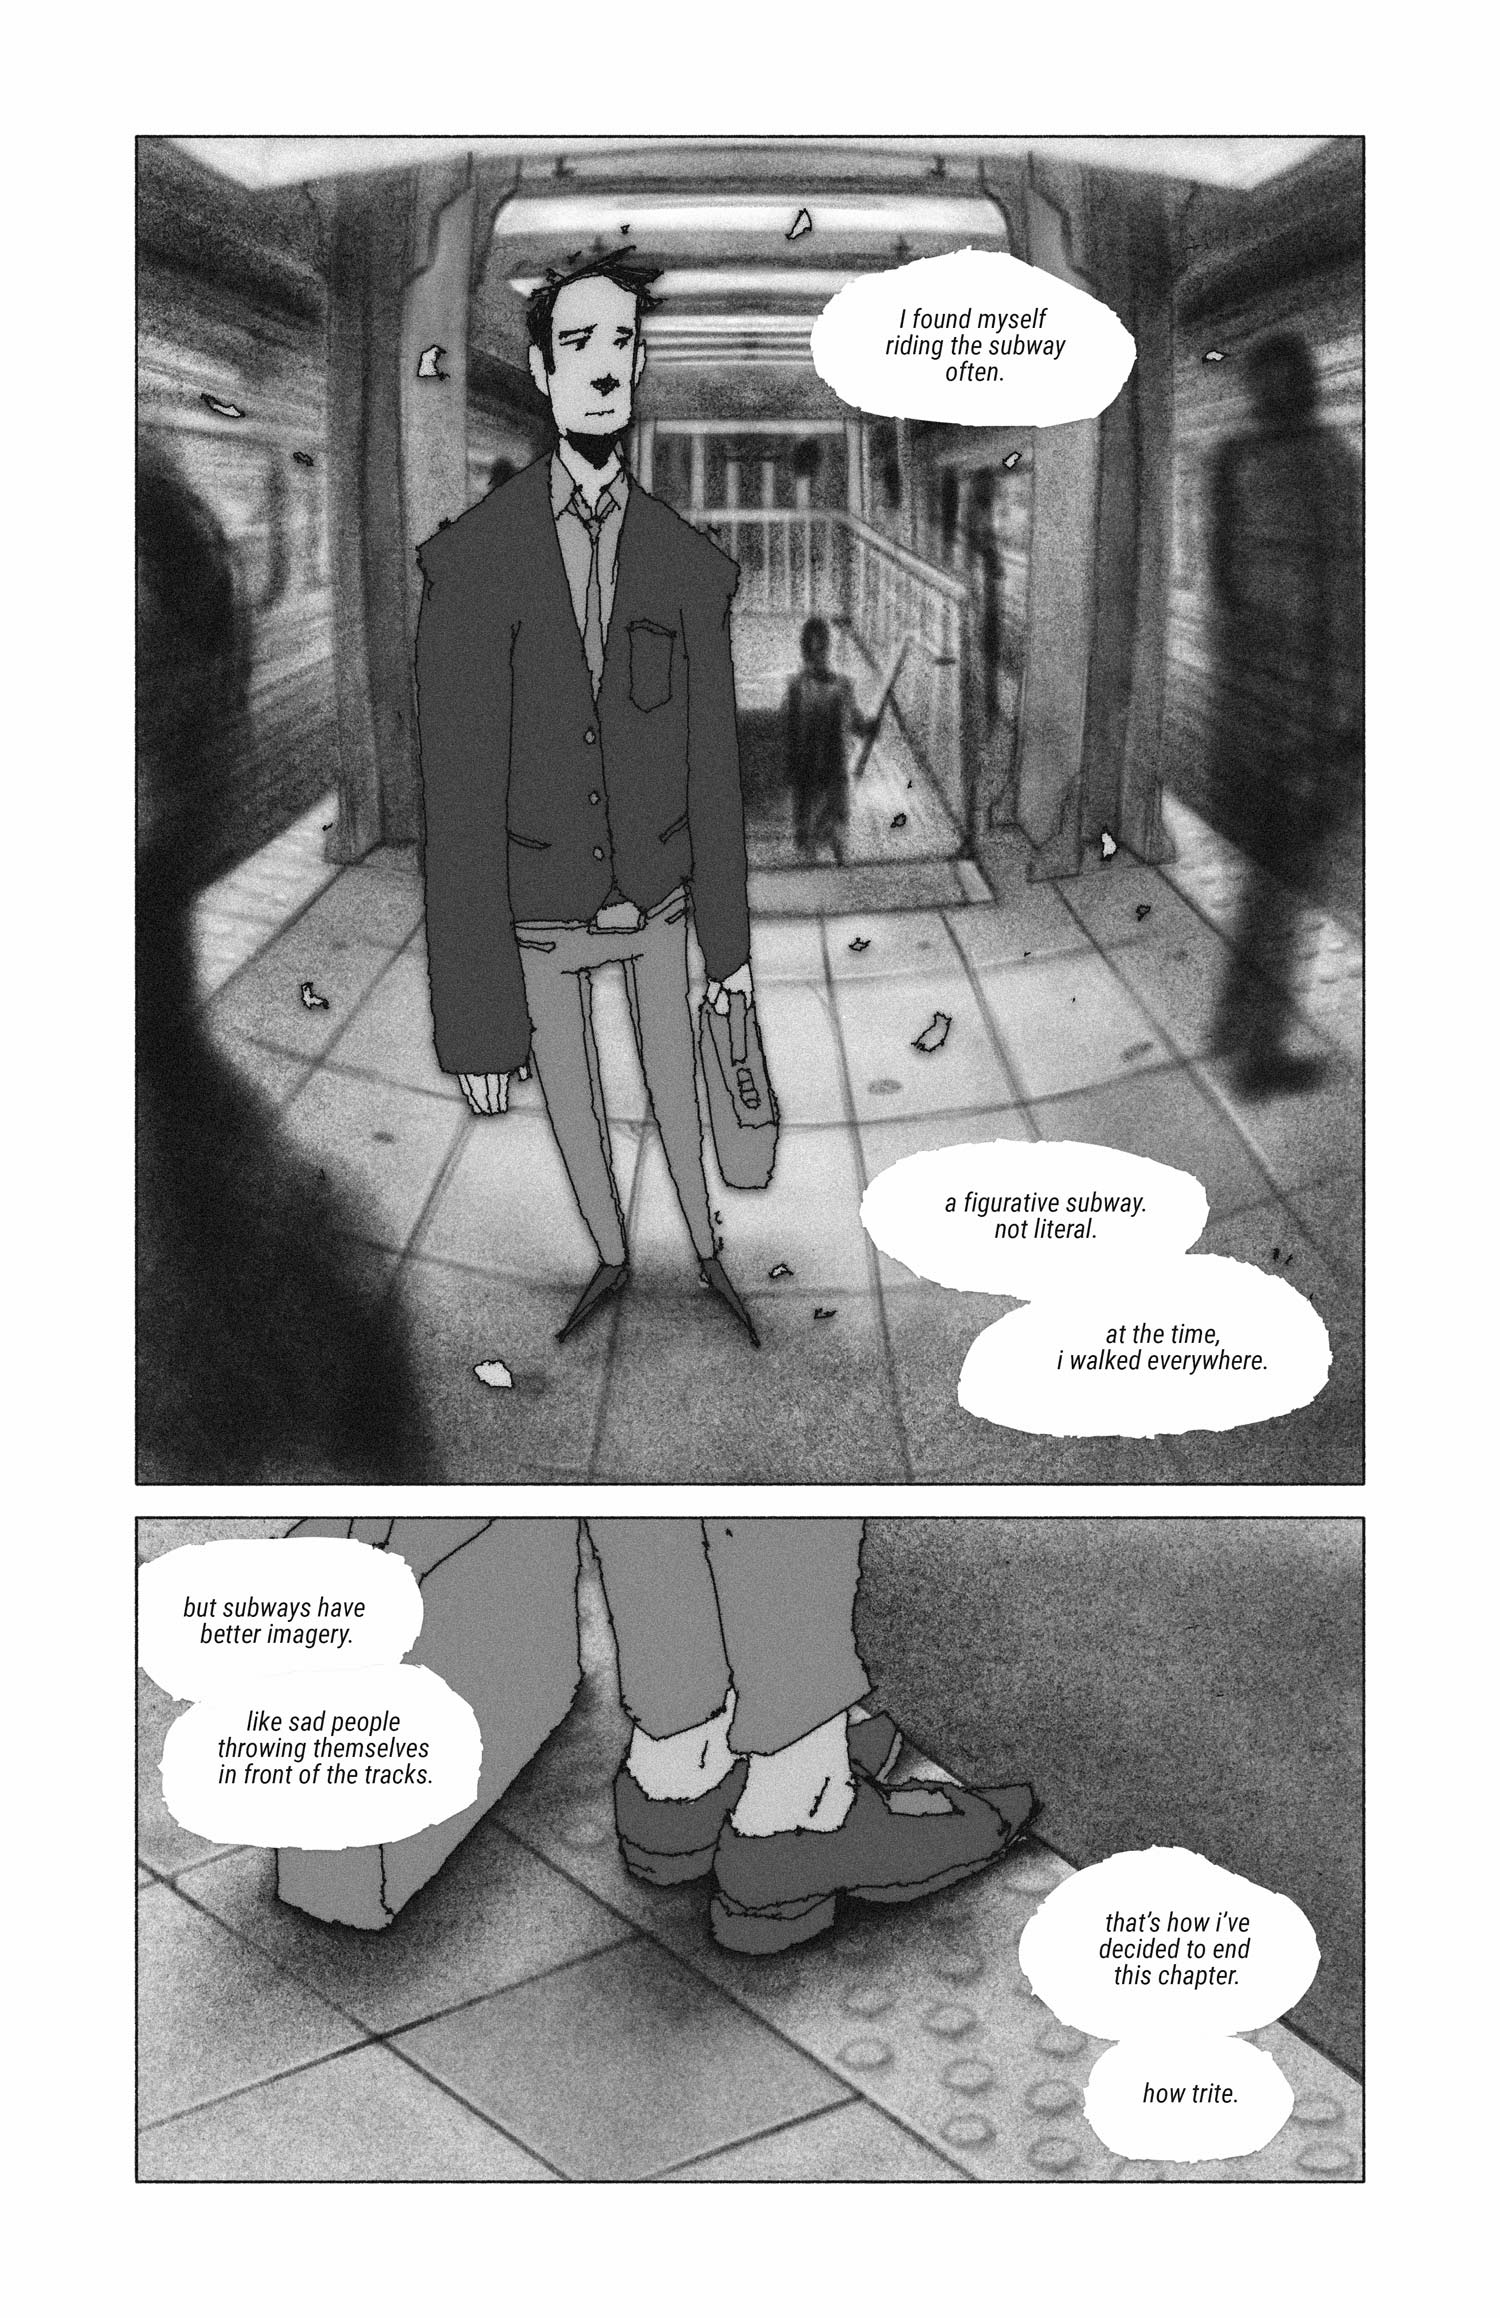 I found myself
riding the subway
often.
a figurative subway.
not literal.
at the time,
i walked everywhere.
but subways have
better imagery.
like sad people
throwing themselves
in front of the tracks.
that's how i've
decided to end
this chapter.
how trite.